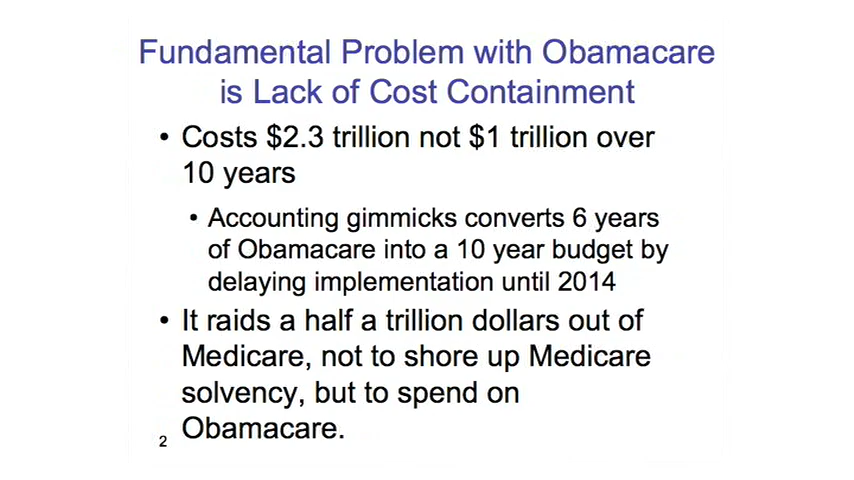 Fundamental Problem with Obamacare
is Lack of Cost Containment
• Costs $2.3 trillion not $1 trillion over
10 years
• Accounting gimmicks converts 6 years
of Obamacare into a 10 year budget by
delaying implementation until 2014
• It raids a half a trillion dollars out of
Medicare, not to shore up Medicare
solvency, but to spend on
Obamacare.
2